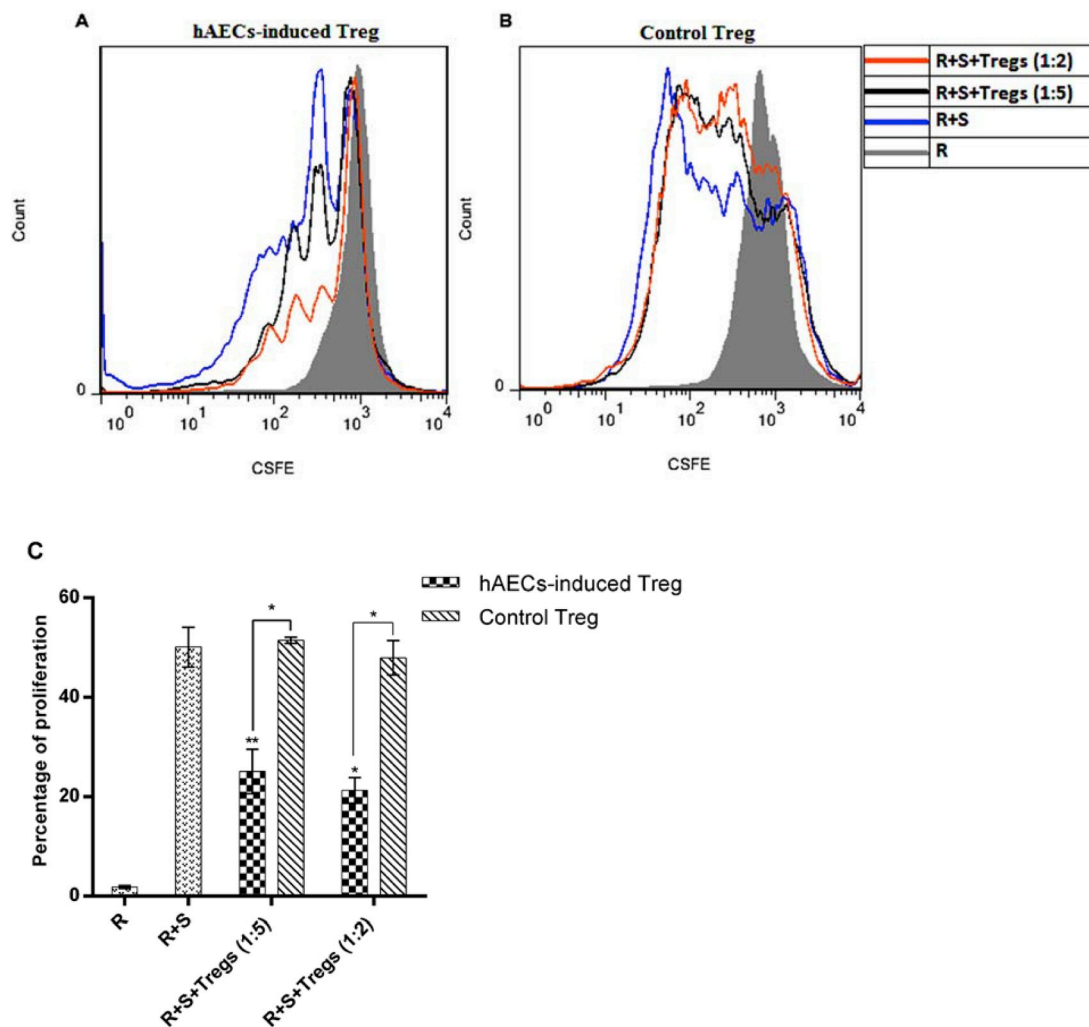 A
hAECs-induced Treg
Count
0
10^0 10^1 10^2 10^3 10^4
CSFE
B
Control Treg
Count
0
10^0 10^1 10^2 10^3 10^4
CSFE
R+S+Tregs (1:2)
R+S+Tregs (1:5)
R+S
R
C
hAECs-induced Treg
Control Treg
Percentage of proliferation
60
40
20
0
*
*
**
*
R
R+S
R+S+Tregs (1:5)
R+S+Tregs (1:2)